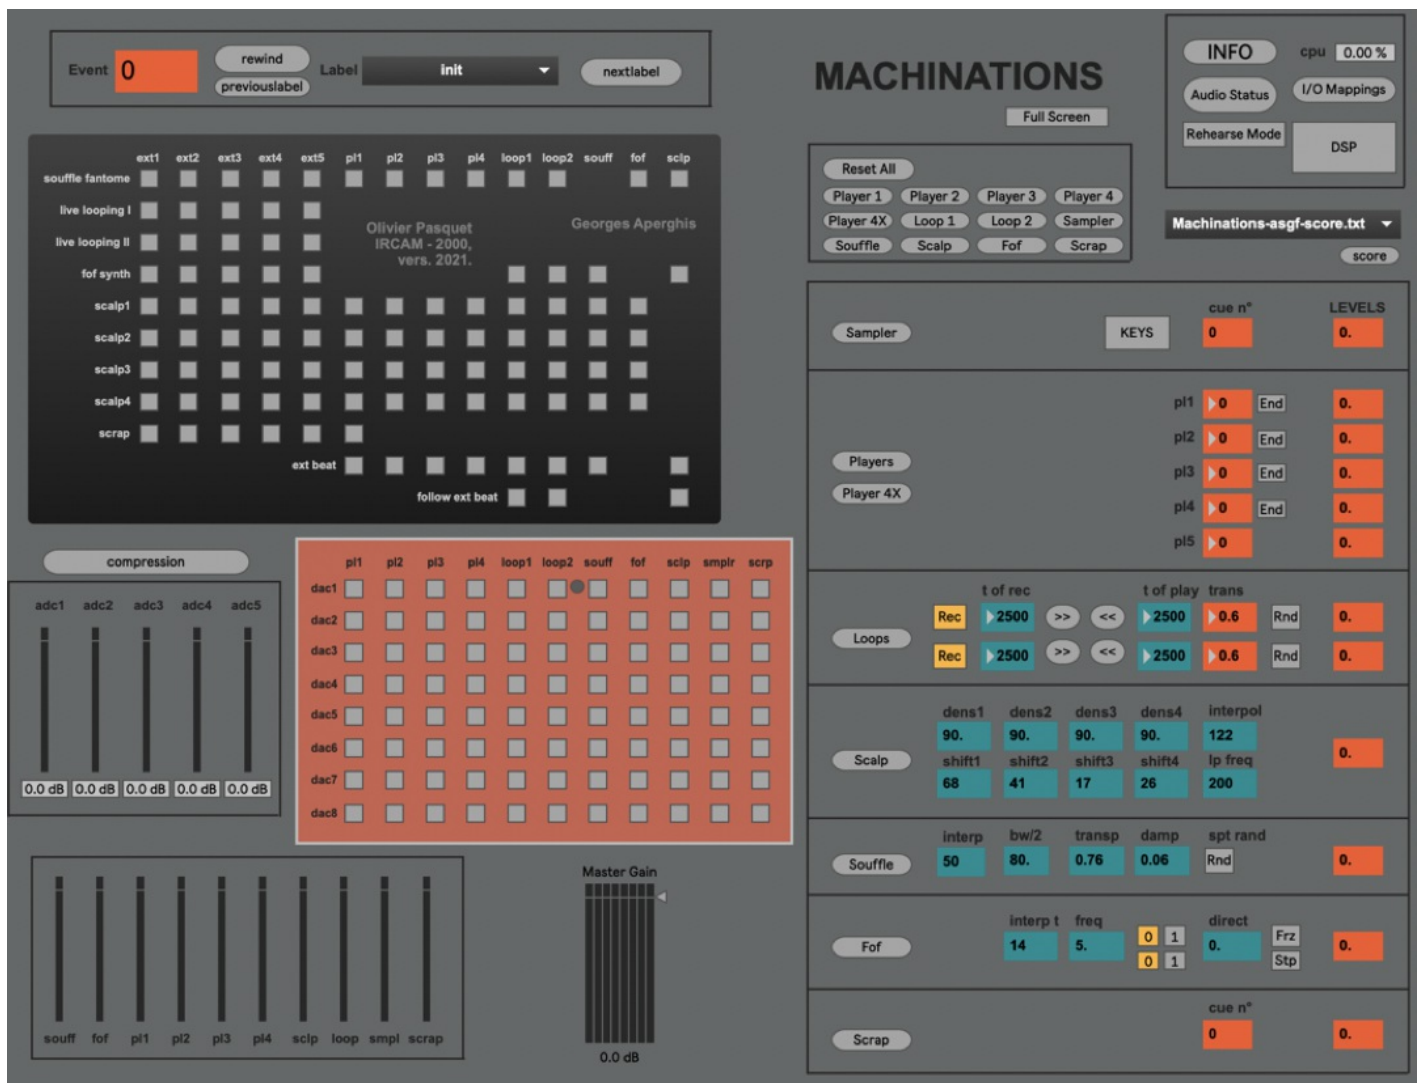 Event 0 rewind previouslabel Label init nextlabel
MACHINATIONS
Full Screen
INFO cpu 0.00 %
Audio Status I/O Mappings
Rehearse Mode DSP
Machinations-asgf-score.txt
score
Reset All
Player 1 Player 2 Player 3 Player 4
Player 4X Loop 1 Loop 2 Sampler
Souffle Scalp Fof Scrap
ext1 ext2 ext3 ext4 ext5 pl1 pl2 pl3 pl4 loop1 loop2 souff fof sclp
souffle fantome
live looping I
live looping II
Olivier Pasquet
IRCAM - 2000,
vers. 2021.
Georges Aperghis
fof synth
scalp1
scalp2
scalp3
scalp4
scrap
ext beat
follow ext beat
compression
adc1 adc2 adc3 adc4 adc5
0.0 dB 0.0 dB 0.0 dB 0.0 dB 0.0 dB
pl1 pl2 pl3 pl4 loop1 loop2 souff fof sclp smplr scrp
dac1
dac2
dac3
dac4
dac5
dac6
dac7
dac8
souff fof pl1 pl2 pl3 pl4 sclp loop smpl scrap
Master Gain
0.0 dB
cue n° LEVELS
Sampler KEYS 0 0.
pl1 0 End 0.
pl2 0 End 0.
Players
pl3 0 End 0.
Player 4X
pl4 0 End 0.
pl5 0 0.
t of rec t of play trans
Rec 2500 >> << 2500 0.6 Rnd 0.
Loops
Rec 2500 >> << 2500 0.6 Rnd 0.
dens1 dens2 dens3 dens4 interpol
90. 90. 90. 90. 122
Scalp 0.
shift1 shift2 shift3 shift4 lp freq
68 41 17 26 200
interp bw/2 transp damp spt rand
Souffle 50 80. 0.76 0.06 Rnd 0.
interp t freq direct
Fof 14 5. 0 1 0. Frz 0.
0 1 Stp
cue n°
Scrap 0 0.